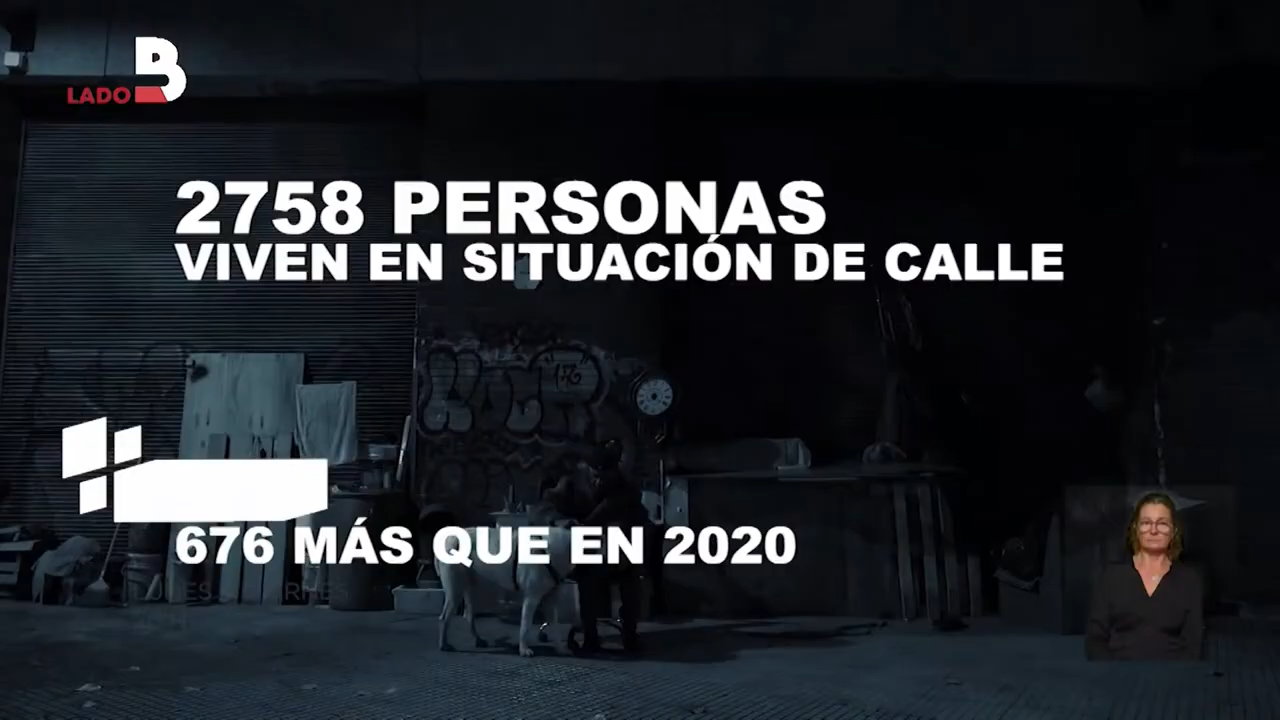 LADO B
2758 PERSONAS
VIVEN EN SITUACIÓN DE CALLE
676 MÁS QUE EN 2020